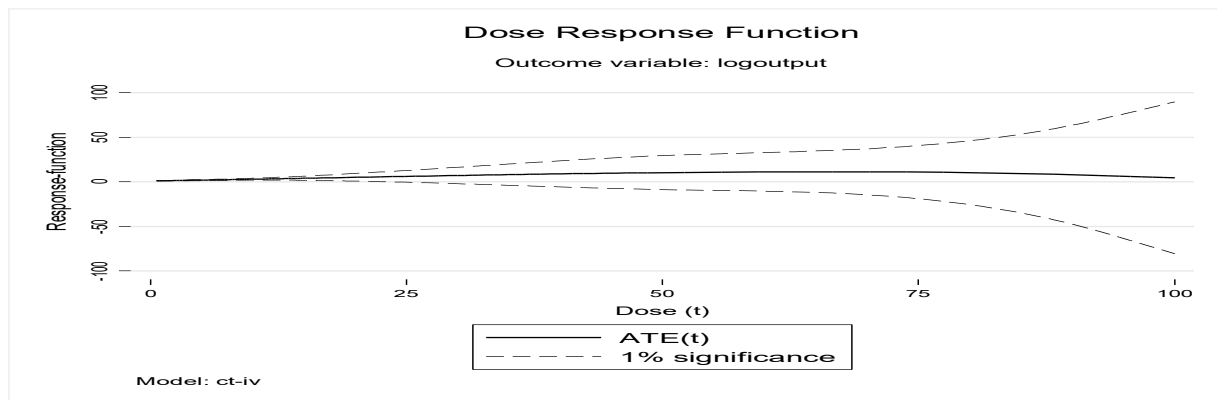 Dose Response Function
Outcome variable: logoutput
Response-function
100
50
0
-50
-100
0 25 50 75 100
Dose (t)
ATE(t)
1% significance
Model: ct-iv